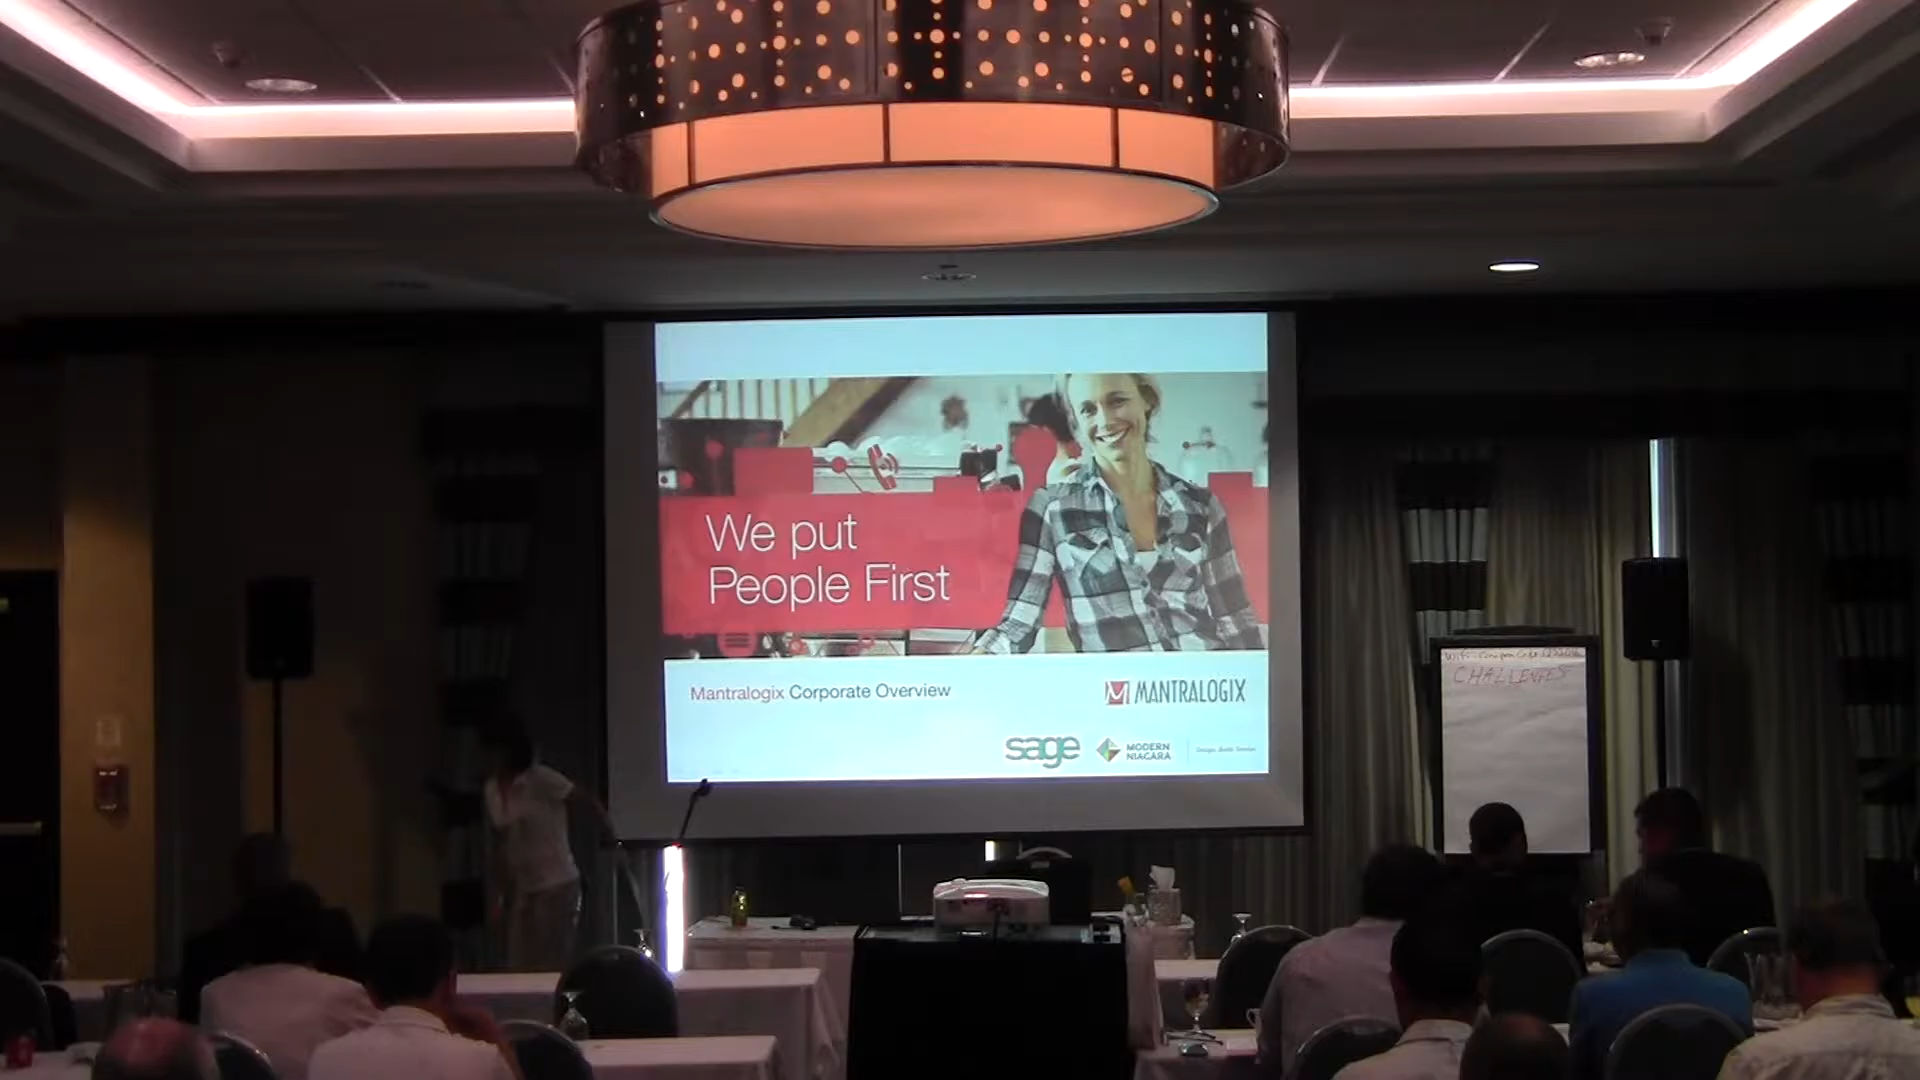 We put
People First
Mantralogix Corporate Overview
MANTRALOGIX
sage
MODERN
NIAGARA
CHALLENGES